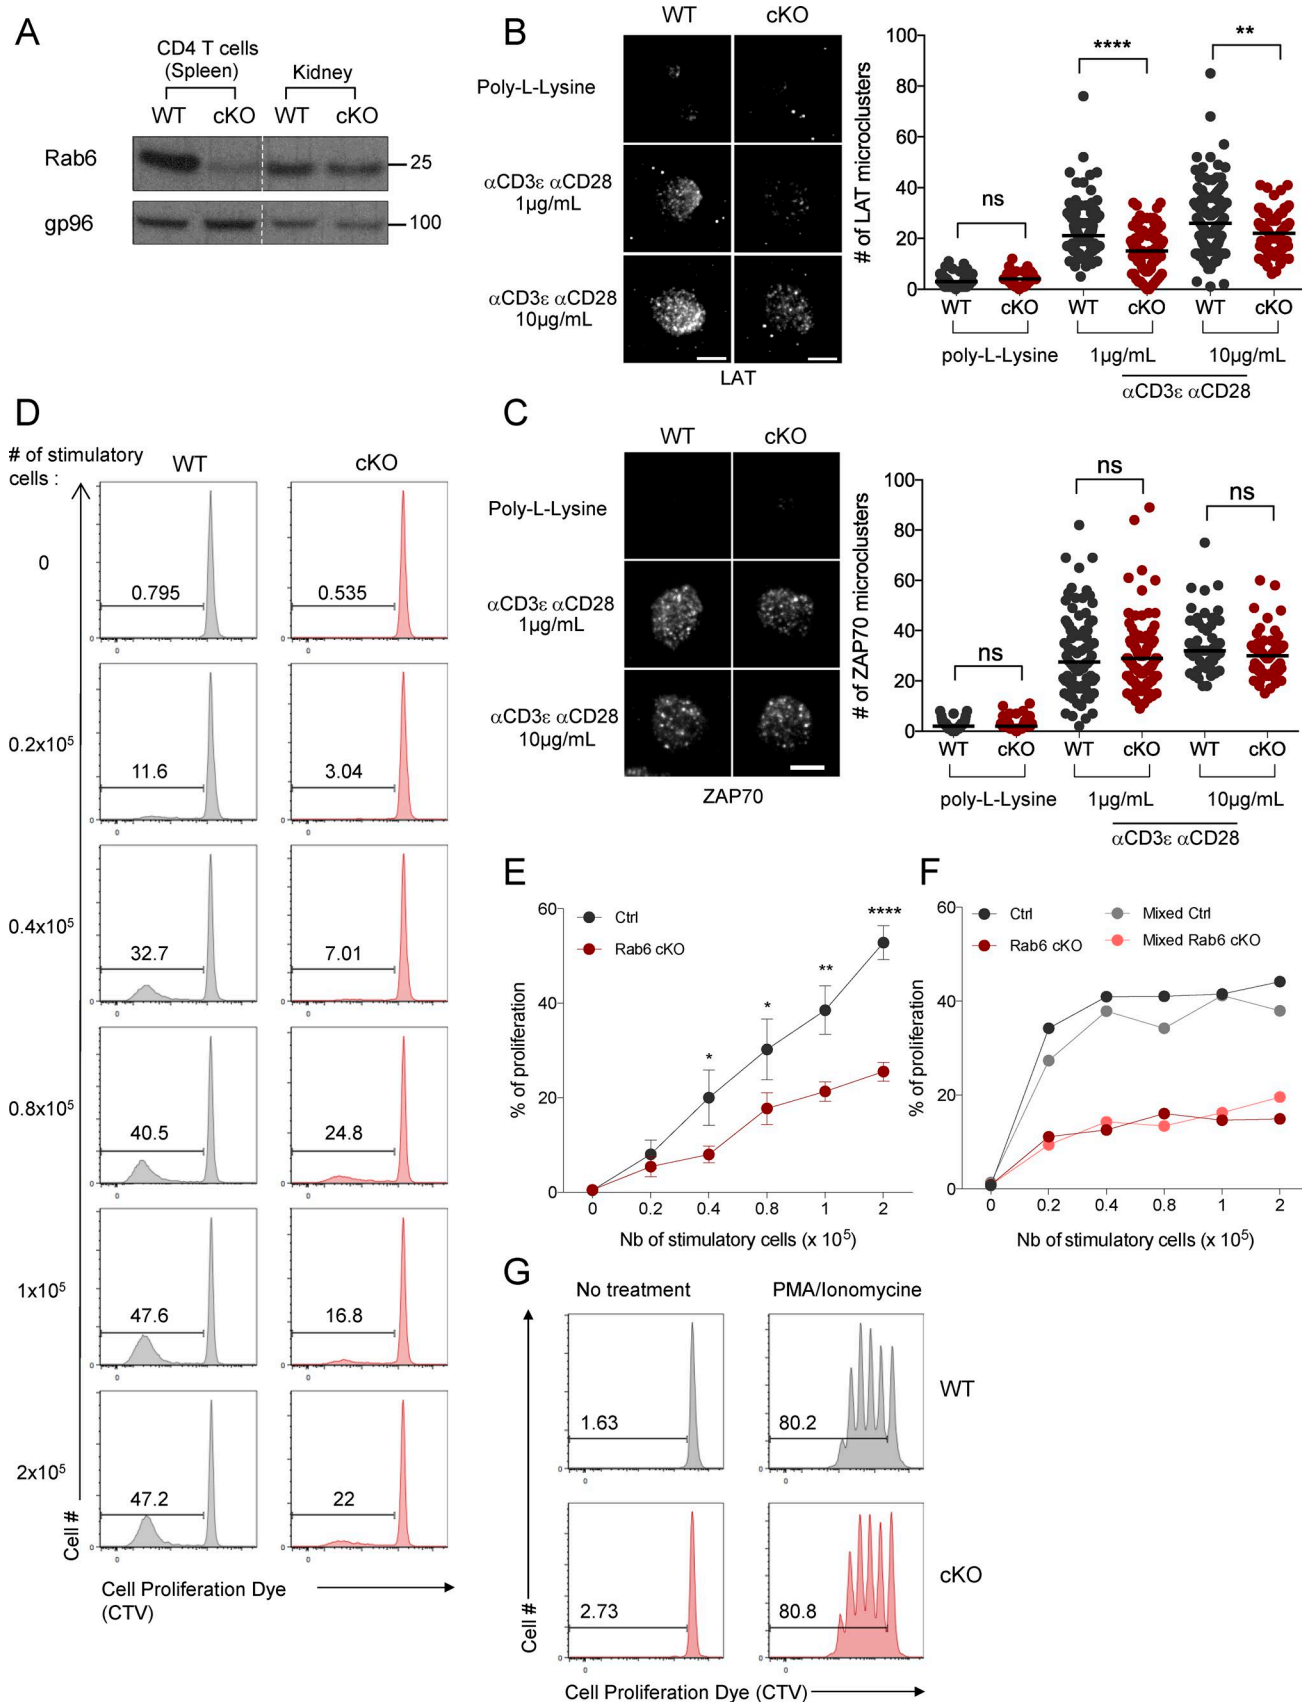 A
CD4 T cells
(Spleen)
Kidney
WT cKO WT cKO
Rab6
25
gp96
100
B
WT cKO
Poly-L-Lysine
αCD3ε αCD28
1µg/mL
αCD3ε αCD28
10µg/mL
LAT
# of LAT microclusters
100
80
60
40
20
0
ns
****
**
WT cKO WT cKO WT cKO
poly-L-Lysine 1µg/mL 10µg/mL
αCD3ε αCD28
C
WT cKO
Poly-L-Lysine
αCD3ε αCD28
1µg/mL
αCD3ε αCD28
10µg/mL
ZAP70
# of ZAP70 microclusters
100
80
60
40
20
0
ns
ns
ns
WT cKO WT cKO WT cKO
poly-L-Lysine 1µg/mL 10µg/mL
αCD3ε αCD28
D
# of stimulatory
cells :
WT cKO
0
0.795 0.535
0.2x10⁵
11.6 3.04
0.4x10⁵
32.7 7.01
0.8x10⁵
40.5 24.8
1x10⁵
47.6 16.8
2x10⁵
47.2 22
Cell #
Cell Proliferation Dye
(CTV)
E
% of proliferation
60
40
20
0
Ctrl
Rab6 cKO
*
*
**
****
0 0.2 0.4 0.8 1 2
Nb of stimulatory cells (x 10⁵)
F
% of proliferation
60
40
20
0
Ctrl
Rab6 cKO
Mixed Ctrl
Mixed Rab6 cKO
0 0.2 0.4 0.8 1 2
Nb of stimulatory cells (x 10⁵)
G
No treatment PMA/Ionomycine
1.63 80.2
WT
2.73 80.8
cKO
Cell #
Cell Proliferation Dye (CTV)